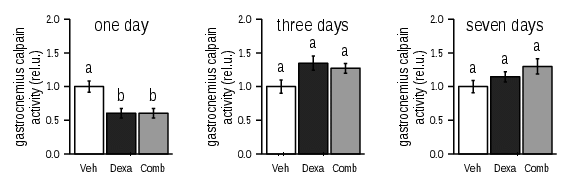 one day
gastrocnemius calpain
activity (rel.u.)
2.0
1.5
1.0
0.5
0.0
a
b
b
Veh Dexa Comb
three days
gastrocnemius calpain
activity (rel.u.)
2.0
1.5
1.0
0.5
0.0
a
a
a
Veh Dexa Comb
seven days
gastrocnemius calpain
activity (rel.u.)
2.0
1.5
1.0
0.5
0.0
a
a
a
Veh Dexa Comb